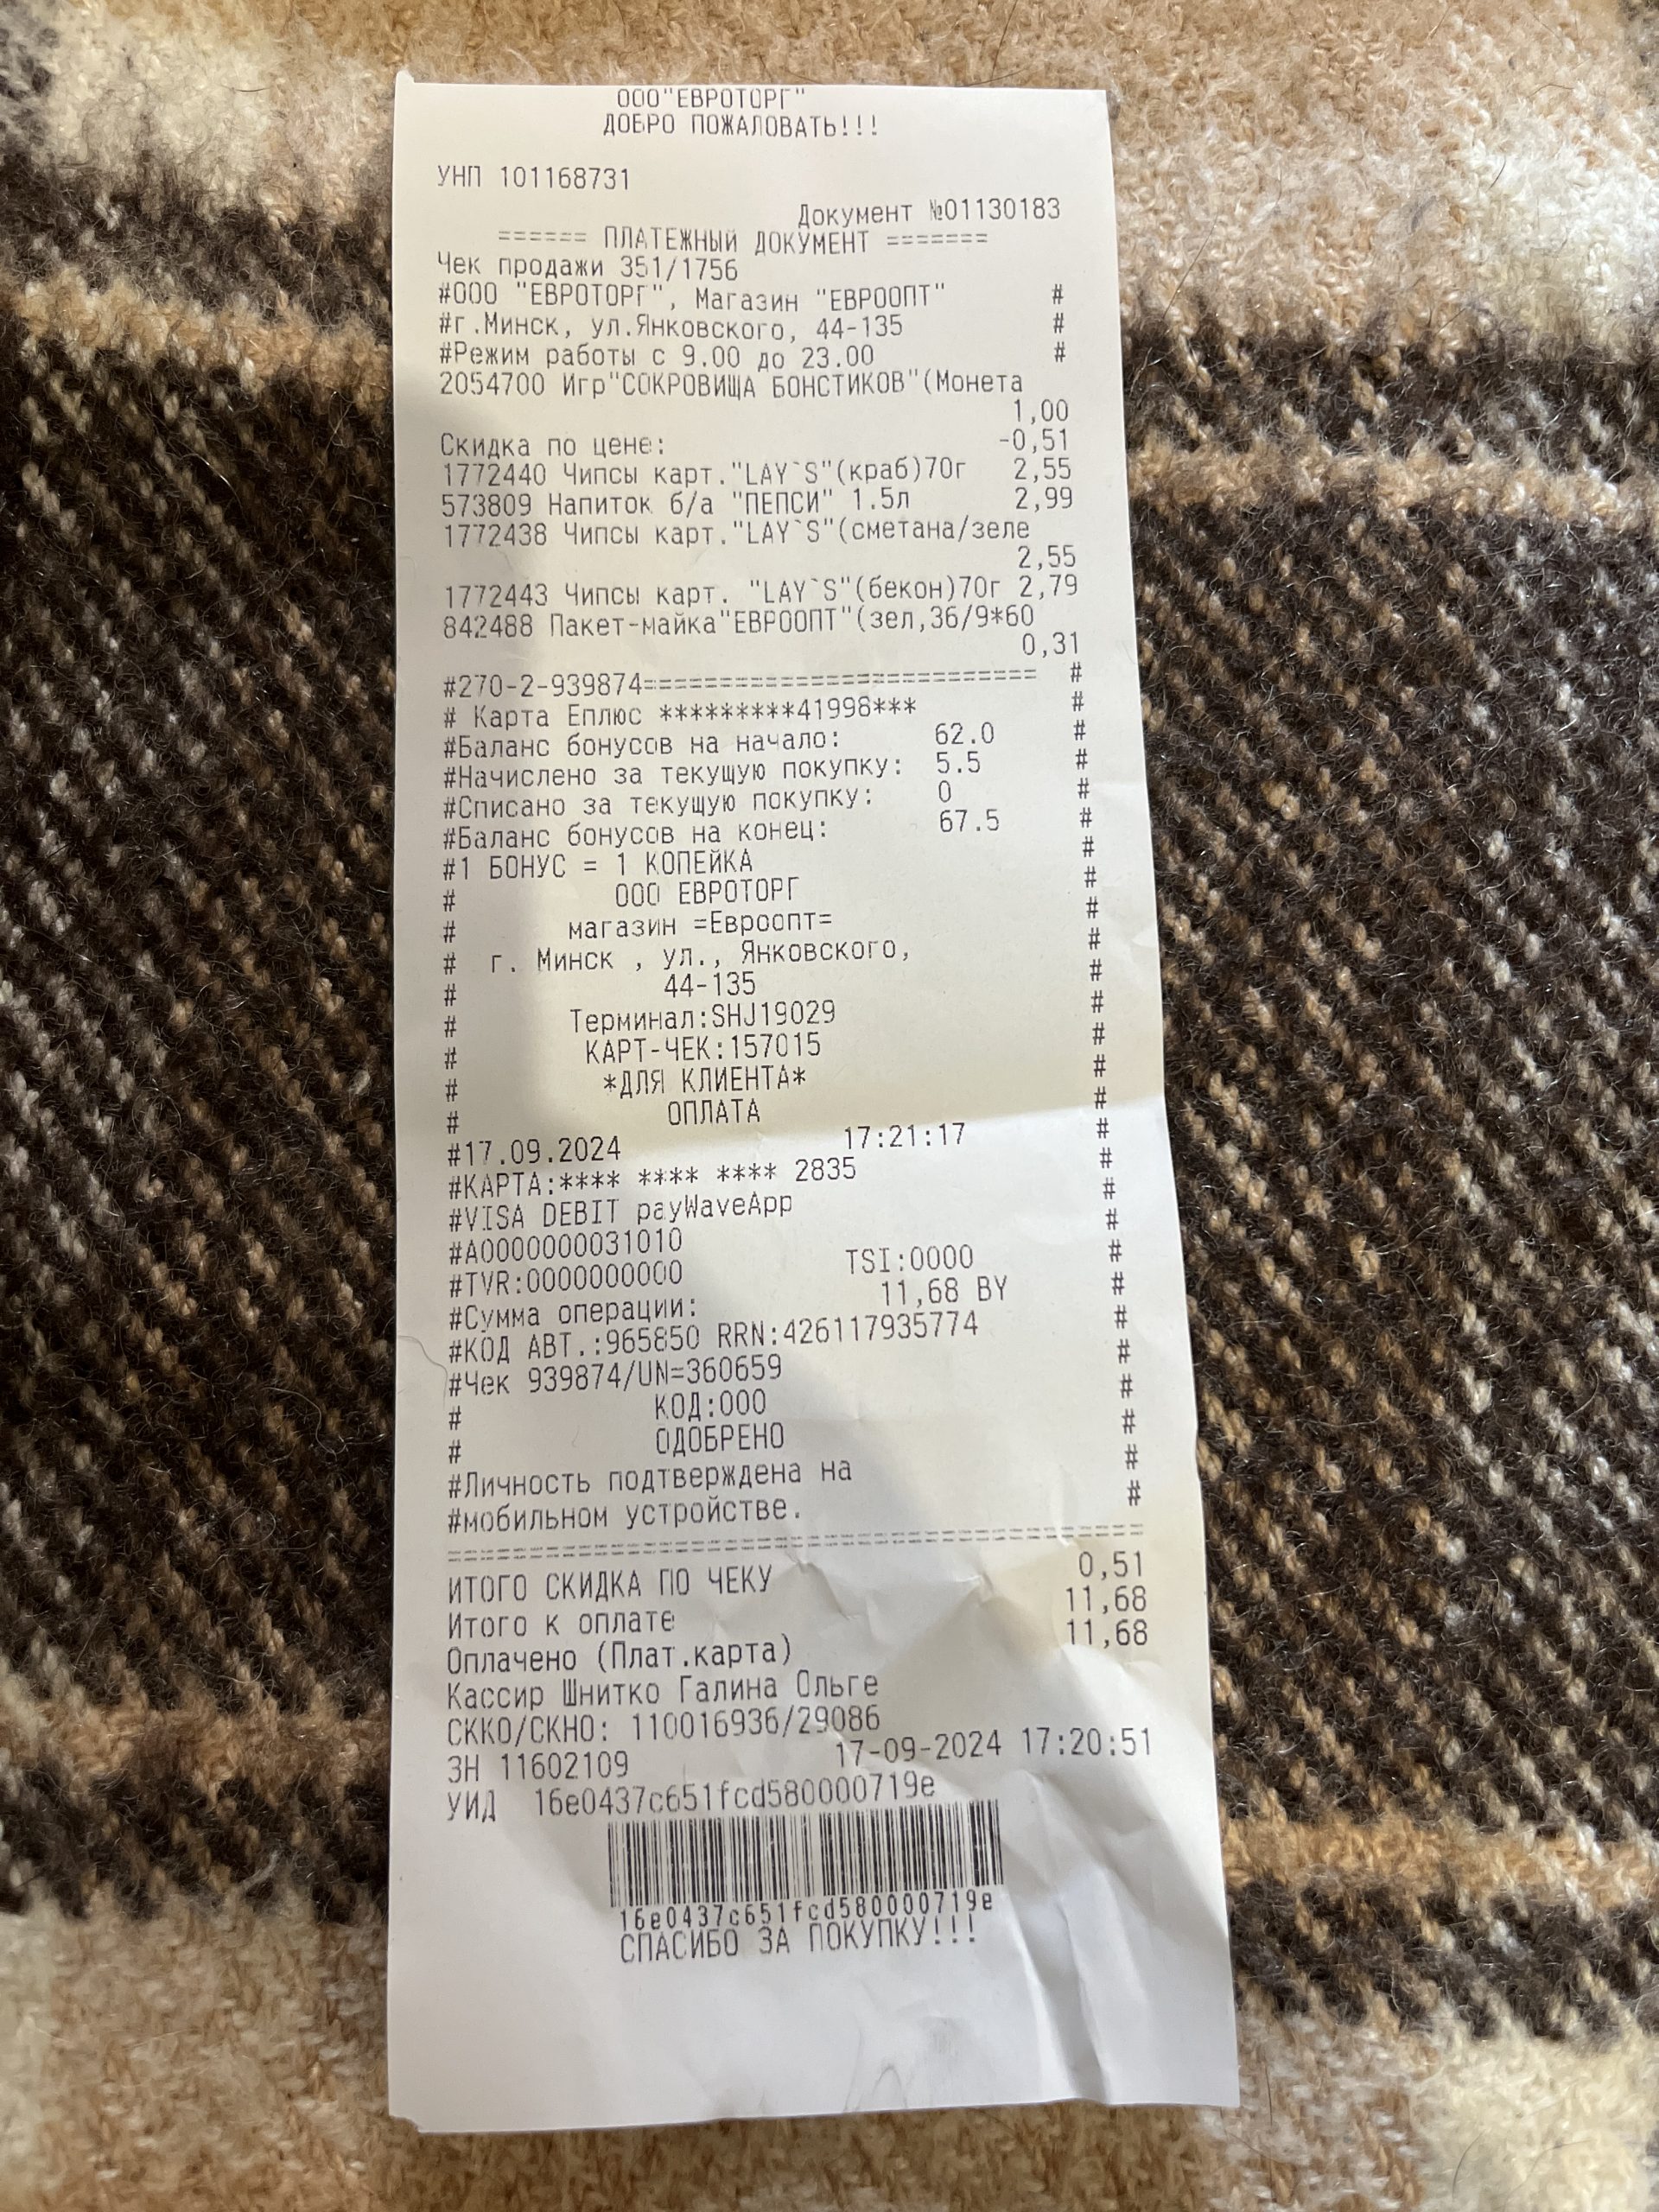 ООО"ЕВРОТОРГ"
ДОБРО ПОЖАЛОВАТЬ!!!
УНП 101168731
Документ №01130183
====== ПЛАТЕЖНЫЙ ДОКУМЕНТ =======
Чек продажи 351/1756
#ООО "ЕВРОТОРГ", Магазин "ЕВРООПТ" #
#г.Минск, ул.Янковского, 44-135 #
#Режим работы с 9.00 до 23.00 #
2054700 Игр"СОКРОВИЩА БОНСТИКОВ"(Монета
1,00
Скидка по цене: -0,51
1772440 Чипсы карт."LAY`S"(краб)70г 2,55
573809 Напиток б/а "ПЕПСИ" 1.5л 2,99
1772438 Чипсы карт."LAY`S"(сметана/зеле
2,55
1772443 Чипсы карт. "LAY`S"(бекон)70г 2,79
842488 Пакет-майка"ЕВРООПТ"(зел,36/9*60
0,31
#270-2-939874========================== #
# Карта Еплюс *********41998*** #
#Баланс бонусов на начало: 62.0 #
#Начислено за текущую покупку: 5.5 #
#Списано за текущую покупку: 0 #
#Баланс бонусов на конец: 67.5 #
#1 БОНУС = 1 КОПЕЙКА #
# ООО ЕВРОТОРГ #
# магазин =Евроопт= #
# г. Минск , ул., Янковского, #
# 44-135 #
# Терминал:SHJ19029 #
# КАРТ-ЧЕК:157015 #
# *ДЛЯ КЛИЕНТА* #
# ОПЛАТА #
#17.09.2024 17:21:17 #
#КАРТА:**** **** **** 2835 #
#VISA DEBIT payWaveApp #
#A0000000031010 #
#TVR:0000000000 TSI:0000 #
#Сумма операции: 11,68 BY #
#КОД АВТ.:965850 RRN:426117935774 #
#Чек 939874/UN=360659 #
# КОД:000 #
# ОДОБРЕНО #
#Личность подтверждена на #
#мобильном устройстве. #
========================================
ИТОГО СКИДКА ПО ЧЕКУ 0,51
Итого к оплате 11,68
Оплачено (Плат.карта) 11,68
Кассир Шнитко Галина Ольге
СККО/СКНО: 110016936/29086
ЗН 11602109 17-09-2024 17:20:51
УИД 16e0437c651fcd580000719e
16e0437c651fcd580000719e
СПАСИБО ЗА ПОКУПКУ!!!